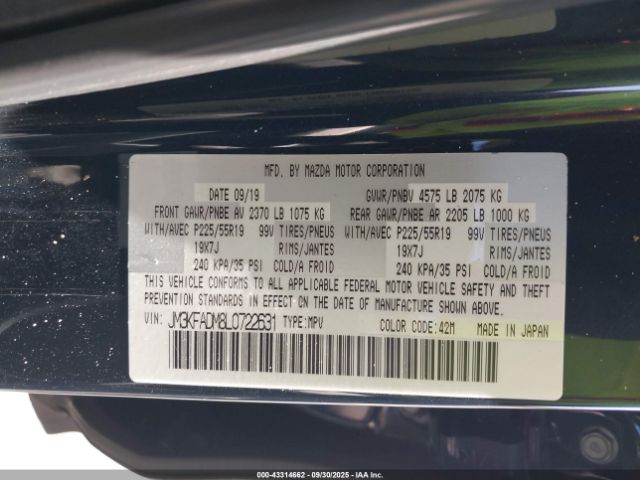 MFD. BY MAZDA MOTOR CORPORATION
DATE 09/19 GVWR/PNBV 4575 LB 2075 KG
FRONT GAWR/PNBE AV 2370 LB 1075 KG REAR GAWR/PNBE AR 2205 LB 1000 KG
WITH/AVEC P225/55R19 99V TIRES/PNEUS WITH/AVEC P225/55R19 99V TIRES/PNEUS
19X7J RIMS/JANTES 19X7J RIMS/JANTES
240 KPA/35 PSI COLD/A FROID 240 KPA/35 PSI COLD/A FROID
THIS VEHICLE CONFORMS TO ALL APPLICABLE FEDERAL MOTOR VEHICLE SAFETY AND THEFT
PREVENTION STANDARDS IN EFFECT ON THE DATE OF MANUFACTURE SHOWN ABOVE.
VIN: JM3KFADM8L0722631 TYPE:MPV COLOR CODE:42M MADE IN JAPAN
000-43314662 - 09/30/2025 - IAAI.COM